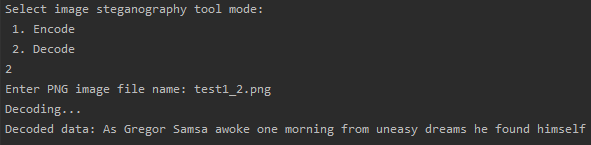 Select image steganography tool mode:
 1. Encode
 2. Decode
2
Enter PNG image file name: test1_2.png
Decoding...
Decoded data: As Gregor Samsa awoke one morning from uneasy dreams he found himself